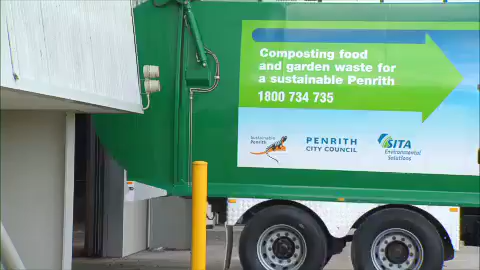 Composting food
and garden waste for
a sustainable Penrith
1800 734 735
Sustainable
Penrith
PENRITH
CITY COUNCIL
SITA
Environmental
Solutions